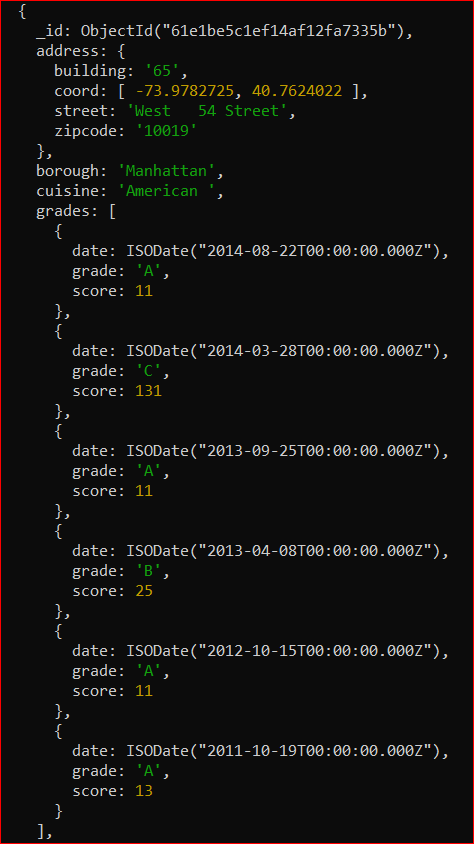 {
_id: ObjectId("61e1be5c1ef14af12fa7335b"),
address: {
building: '65',
coord: [ -73.9782725, 40.7624022 ],
street: 'West   54 Street',
zipcode: '10019'
},
borough: 'Manhattan',
cuisine: 'American ',
grades: [
{
date: ISODate("2014-08-22T00:00:00.000Z"),
grade: 'A',
score: 11
},
{
date: ISODate("2014-03-28T00:00:00.000Z"),
grade: 'C',
score: 131
},
{
date: ISODate("2013-09-25T00:00:00.000Z"),
grade: 'A',
score: 11
},
{
date: ISODate("2013-04-08T00:00:00.000Z"),
grade: 'B',
score: 25
},
{
date: ISODate("2012-10-15T00:00:00.000Z"),
grade: 'A',
score: 11
},
{
date: ISODate("2011-10-19T00:00:00.000Z"),
grade: 'A',
score: 13
}
],